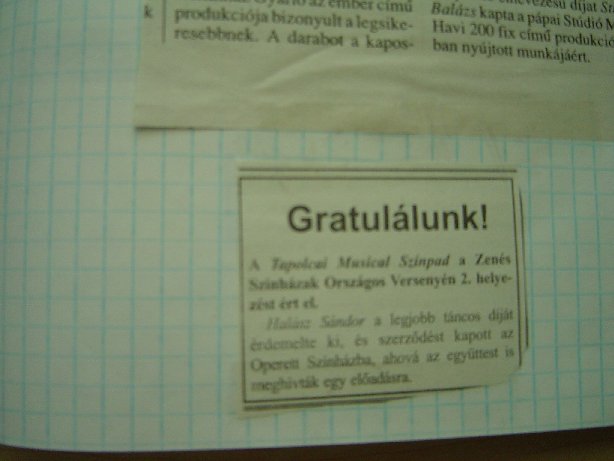 Gyártó az ember című
k produkciója bizonyult a legsike-
resebbnek. A darabot a kapos-
díjat
Balázs kapta a pápai Stúdió M
Havi 200 fix című produkció
ban nyújtott munkájáért.
Gratulálunk!
A Tapolcai Musical Színpad a Zenés
Színházak Országos Versenyén 2. helye-
zést ért el.
Halász Sándor a legjobb táncos díját
érdemelte ki, és szerződést kapott az
Operett Színházba, ahová az együttest is
meghívták egy előadásra.